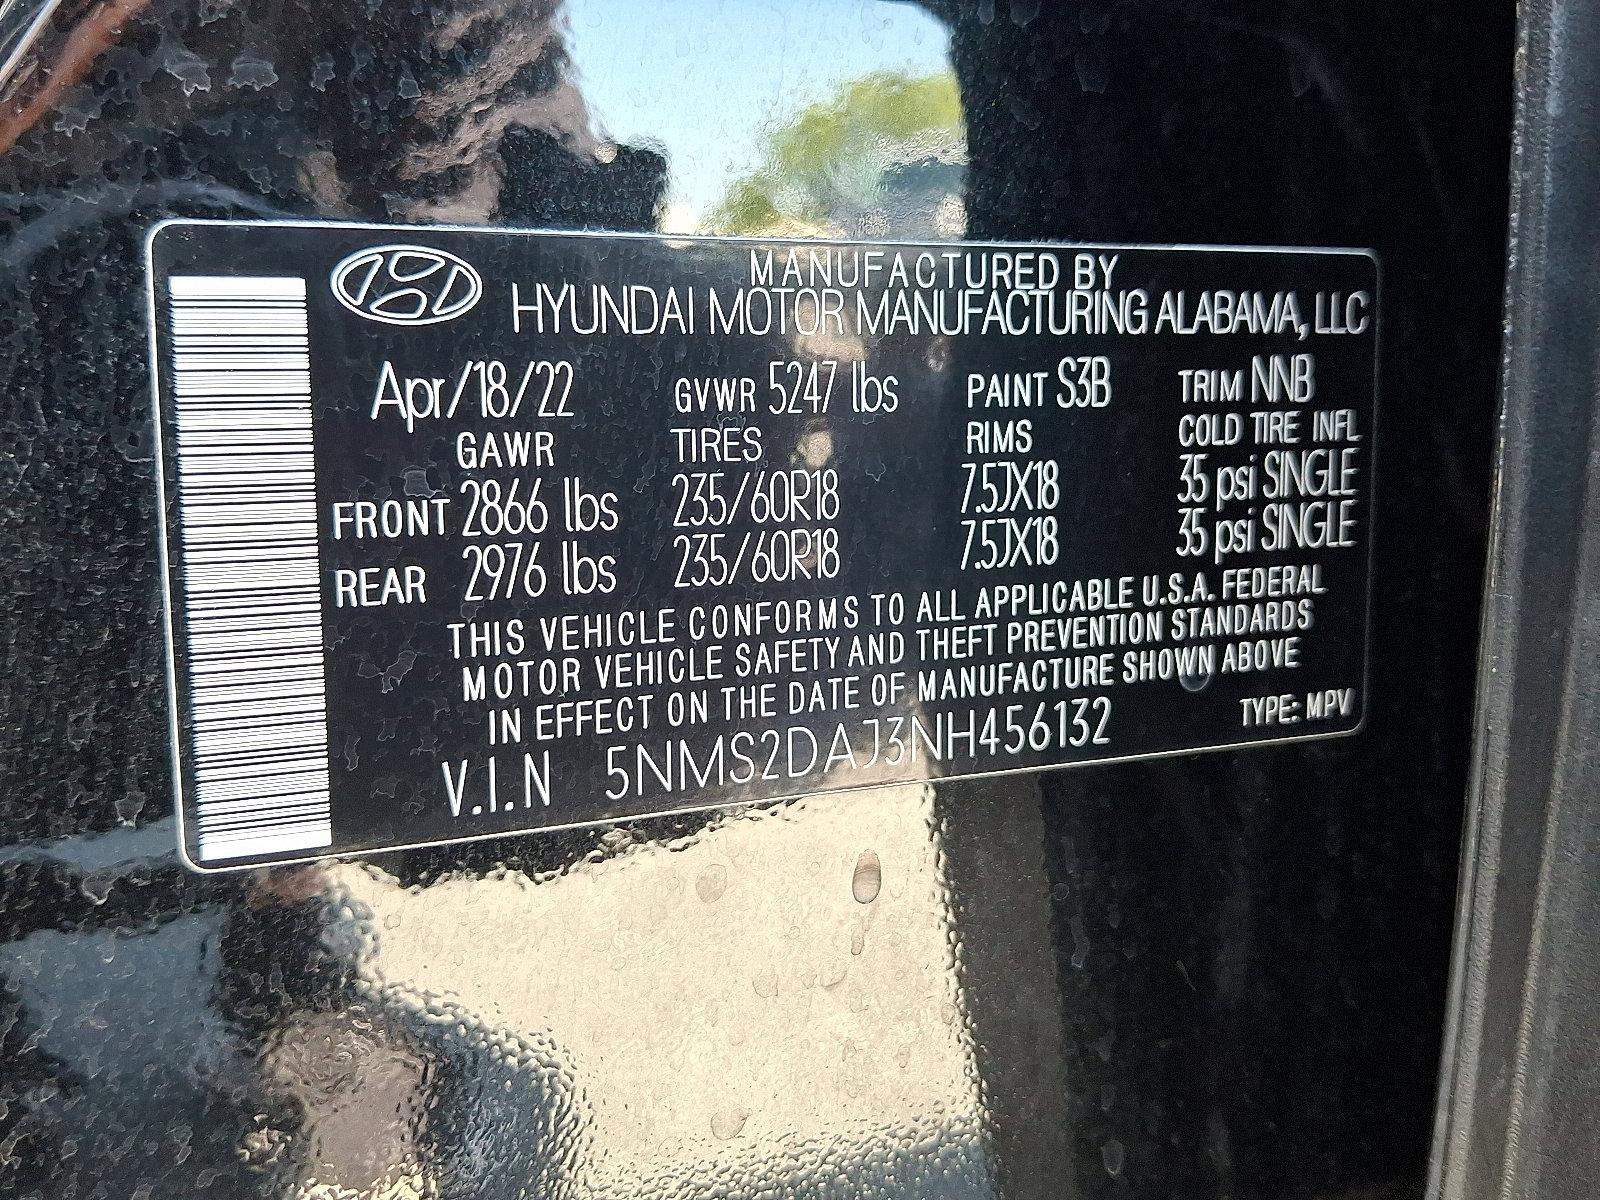 MANUFACTURED BY
HYUNDAI MOTOR MANUFACTURING ALABAMA, LLC
Apr/18/22 GVWR 5247 lbs PAINT S3B TRIM NNB
GAWR TIRES RIMS COLD TIRE INFL
FRONT 2866 lbs 235/60R18 7.5JX18 35 psi SINGLE
REAR 2976 lbs 235/60R18 7.5JX18 35 psi SINGLE
THIS VEHICLE CONFORMS TO ALL APPLICABLE U.S.A. FEDERAL
MOTOR VEHICLE SAFETY AND THEFT PREVENTION STANDARDS
IN EFFECT ON THE DATE OF MANUFACTURE SHOWN ABOVE
V.I.N 5NMS2DAJ3NH456132 TYPE: MPV